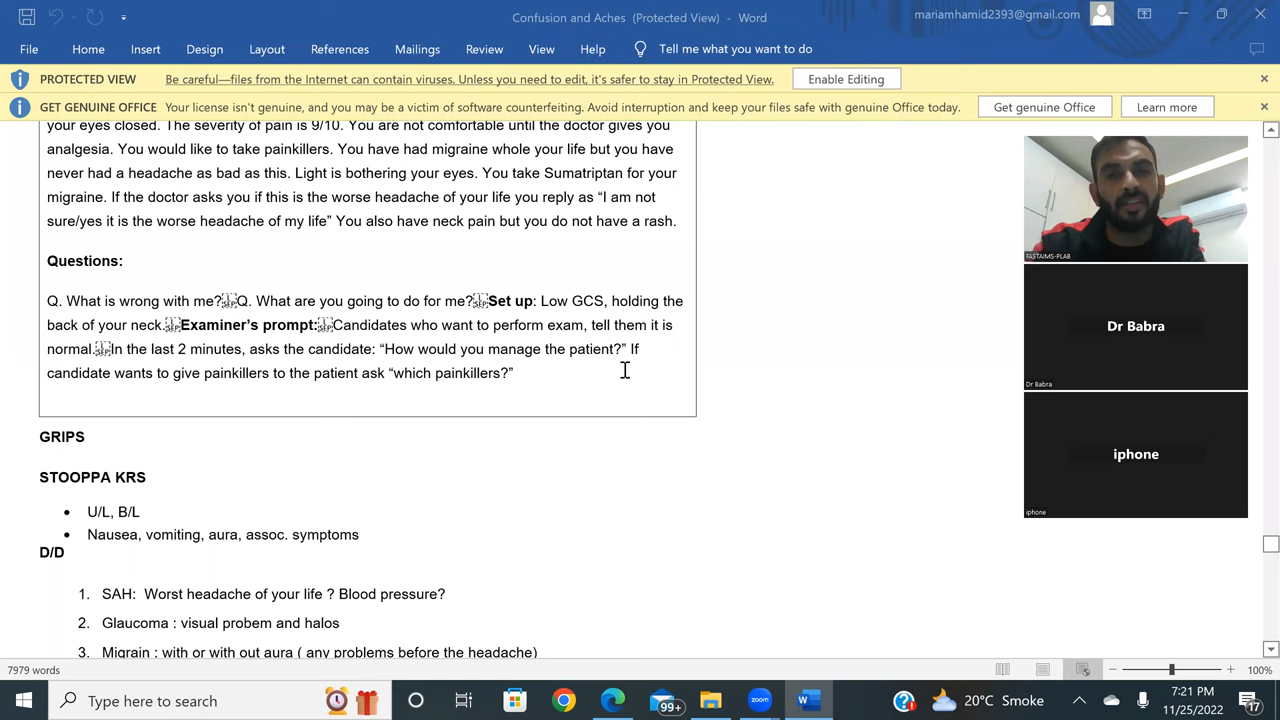 Confusion and Aches (Protected View) - Word
mariamhamid2393@gmail.com
File Home Insert Design Layout References Mailings Review View Help Tell me what you want to do
PROTECTED VIEW Be careful—files from the Internet can contain viruses. Unless you need to edit, it's safer to stay in Protected View. Enable Editing
GET GENUINE OFFICE Your license isn't genuine, and you may be a victim of software counterfeiting. Avoid interruption and keep your files safe with genuine Office today. Get genuine Office Learn more
your eyes closed. The severity of pain is 9/10. You are not comfortable until the doctor gives you
analgesia. You would like to take painkillers. You have had migraine whole your life but you have
never had a headache as bad as this. Light is bothering your eyes. You take Sumatriptan for your
migraine. If the doctor asks you if this is the worse headache of your life you reply as “I am not
sure/yes it is the worse headache of my life” You also have neck pain but you do not have a rash.
Questions:
Q. What is wrong with me? Q. What are you going to do for me? Set up: Low GCS, holding the
back of your neck. Examiner’s prompt: Candidates who want to perform exam, tell them it is
normal. In the last 2 minutes, asks the candidate: “How would you manage the patient?” If
candidate wants to give painkillers to the patient ask “which painkillers?”
GRIPS
STOOPPA KRS
• U/L, B/L
• Nausea, vomiting, aura, assoc. symptoms
D/D
1. SAH: Worst headache of your life ? Blood pressure?
2. Glaucoma : visual probem and halos
3. Migrain : with or with out aura ( any problems before the headache)
FASTAIMS-PLAB
Dr Babra
Dr Babra
iphone
iphone
7979 words
100%
Type here to search
99+
zoom
20°C Smoke
7:21 PM
11/25/2022
17